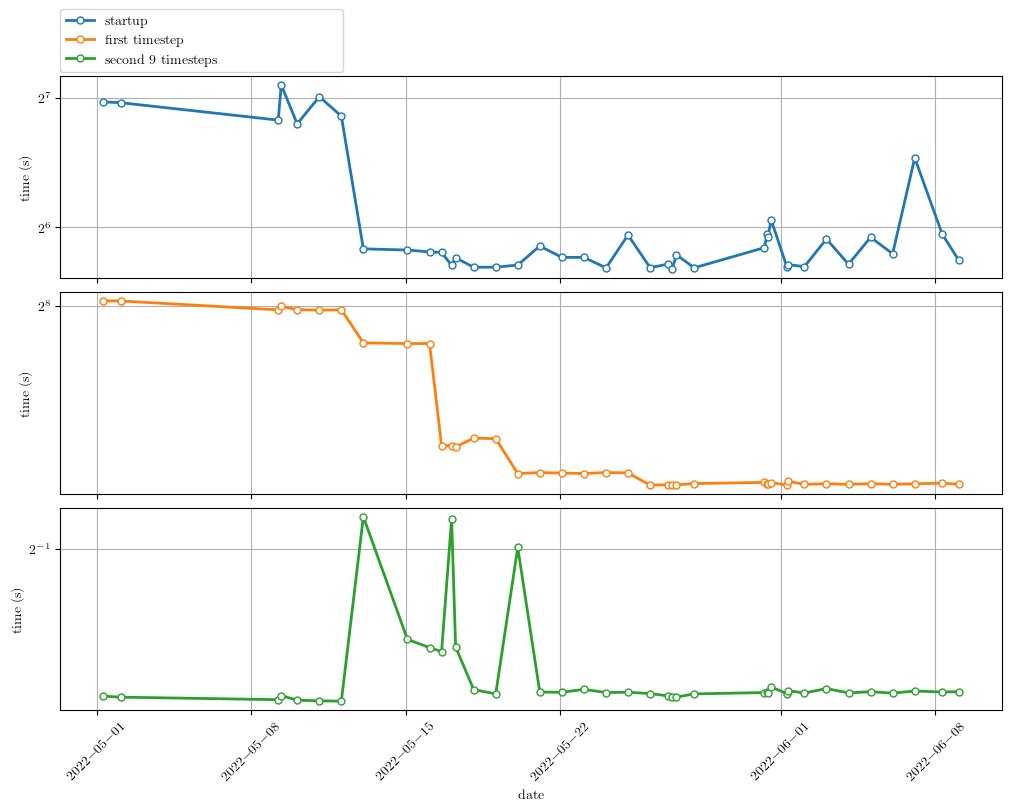 startup
first timestep
second 9 timesteps
2^7
2^6
time (s)
2^8
time (s)
2^−1
time (s)
2022−05−01
2022−05−08
2022−05−15
2022−05−22
2022−06−01
2022−06−08
date